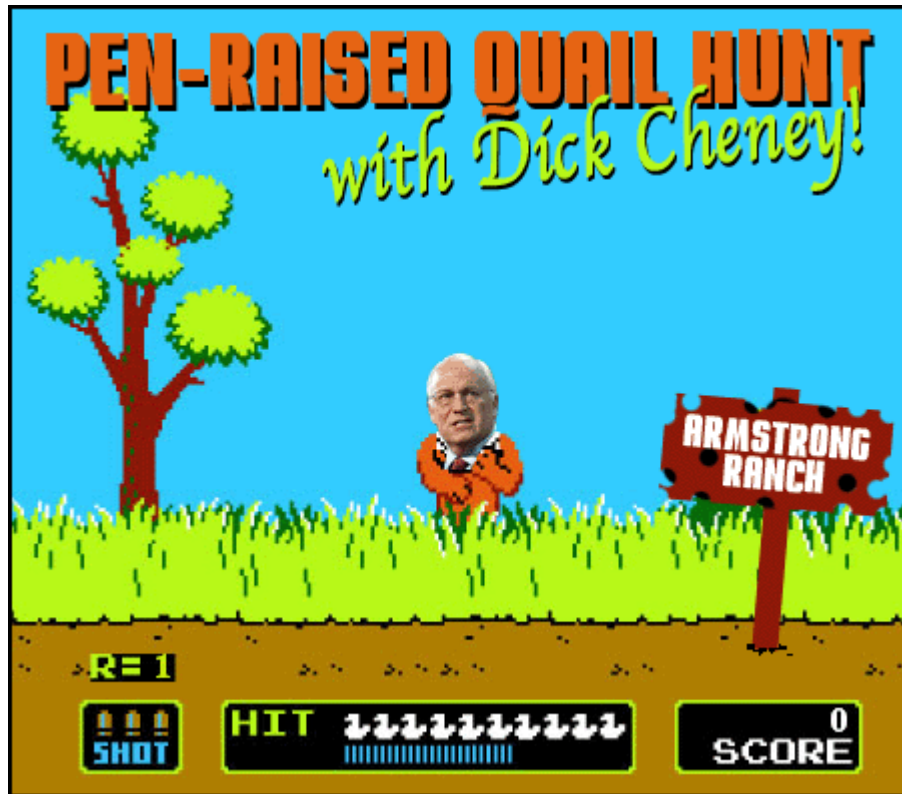 PEN-RAISED QUAIL HUNT
with Dick Cheney!
ARMSTRONG
RANCH
R=1
SHOT
HIT
0
SCORE